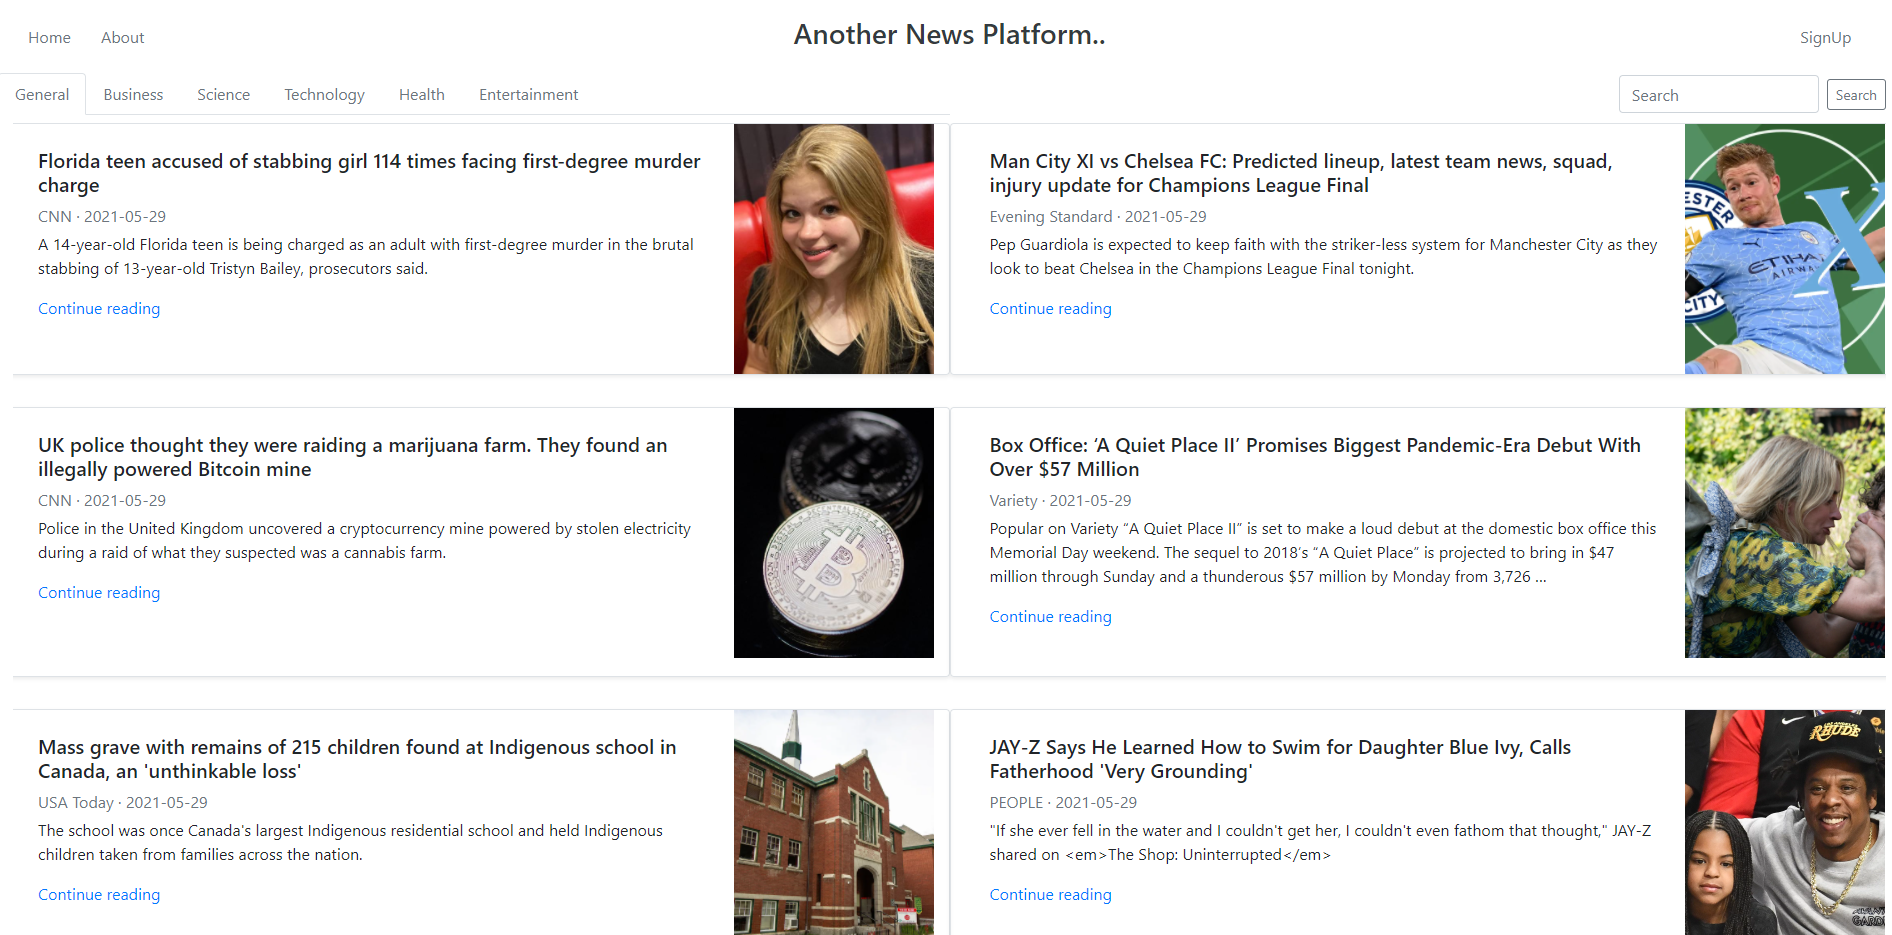 Home About
Another News Platform..
SignUp
General Business Science Technology Health Entertainment
Search Search
Florida teen accused of stabbing girl 114 times facing first-degree murder
charge
CNN · 2021-05-29
A 14-year-old Florida teen is being charged as an adult with first-degree murder in the brutal
stabbing of 13-year-old Tristyn Bailey, prosecutors said.
Continue reading
Man City XI vs Chelsea FC: Predicted lineup, latest team news, squad,
injury update for Champions League Final
Evening Standard · 2021-05-29
Pep Guardiola is expected to keep faith with the striker-less system for Manchester City as they
look to beat Chelsea in the Champions League Final tonight.
Continue reading
ESTER
CITY
ETIHA
AIRWA
X
UK police thought they were raiding a marijuana farm. They found an
illegally powered Bitcoin mine
CNN · 2021-05-29
Police in the United Kingdom uncovered a cryptocurrency mine powered by stolen electricity
during a raid of what they suspected was a cannabis farm.
Continue reading
Box Office: ‘A Quiet Place II’ Promises Biggest Pandemic-Era Debut With
Over $57 Million
Variety · 2021-05-29
Popular on Variety “A Quiet Place II” is set to make a loud debut at the domestic box office this
Memorial Day weekend. The sequel to 2018’s “A Quiet Place” is projected to bring in $47
million through Sunday and a thunderous $57 million by Monday from 3,726 …
Continue reading
Mass grave with remains of 215 children found at Indigenous school in
Canada, an 'unthinkable loss'
USA Today · 2021-05-29
The school was once Canada's largest Indigenous residential school and held Indigenous
children taken from families across the nation.
Continue reading
JAY-Z Says He Learned How to Swim for Daughter Blue Ivy, Calls
Fatherhood 'Very Grounding'
PEOPLE · 2021-05-29
"If she ever fell in the water and I couldn't get her, I couldn't even fathom that thought," JAY-Z
shared on <em>The Shop: Uninterrupted</em>
Continue reading
RHUDE